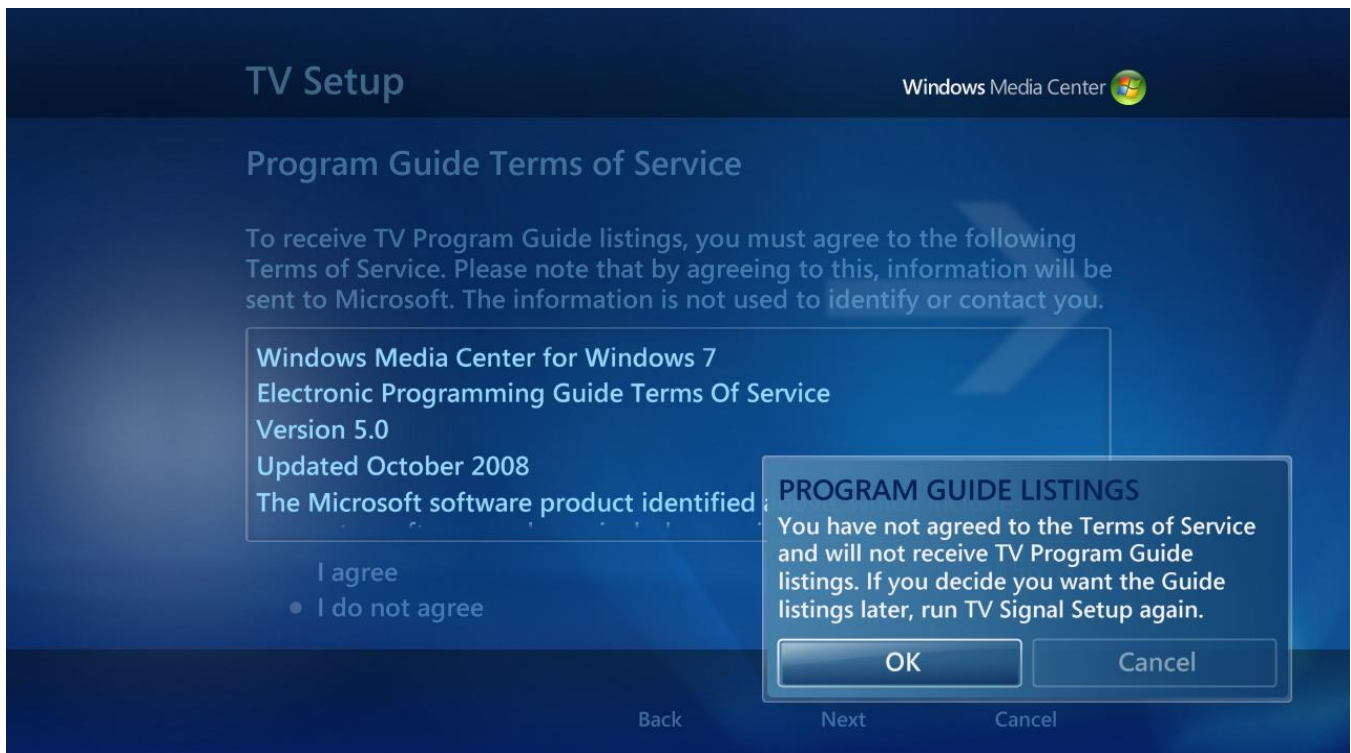 TV Setup
Windows Media Center
Program Guide Terms of Service
To receive TV Program Guide listings, you must agree to the following
Terms of Service. Please note that by agreeing to this, information will be
sent to Microsoft. The information is not used to identify or contact you.
Windows Media Center for Windows 7
Electronic Programming Guide Terms Of Service
Version 5.0
Updated October 2008
The Microsoft software product identified
I agree
I do not agree
PROGRAM GUIDE LISTINGS
You have not agreed to the Terms of Service
and will not receive TV Program Guide
listings. If you decide you want the Guide
listings later, run TV Signal Setup again.
OK
Cancel
Back
Next
Cancel